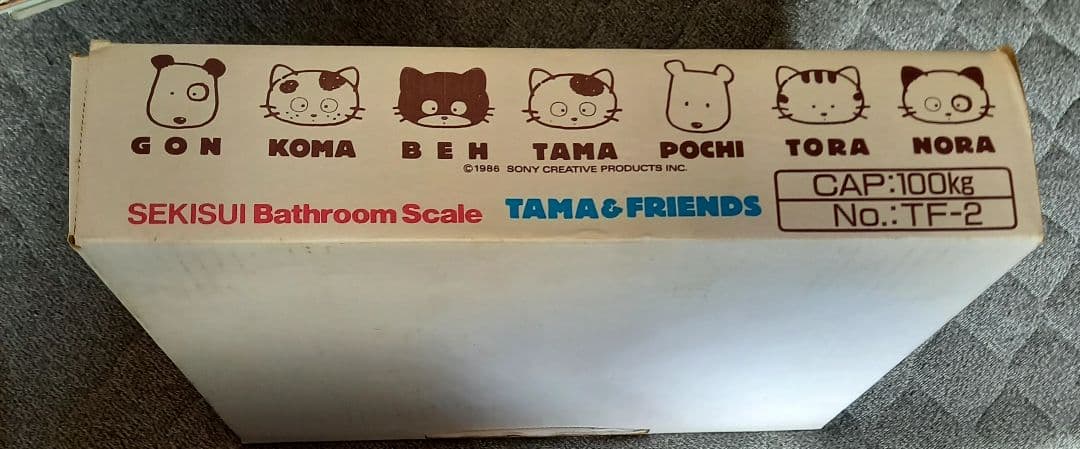 GON KOMA BEH TAMA POCHI TORA NORA
©1986 SONY CREATIVE PRODUCTS INC.
SEKISUI Bathroom Scale TAMA&FRIENDS
CAP:100kg
No.:TF-2